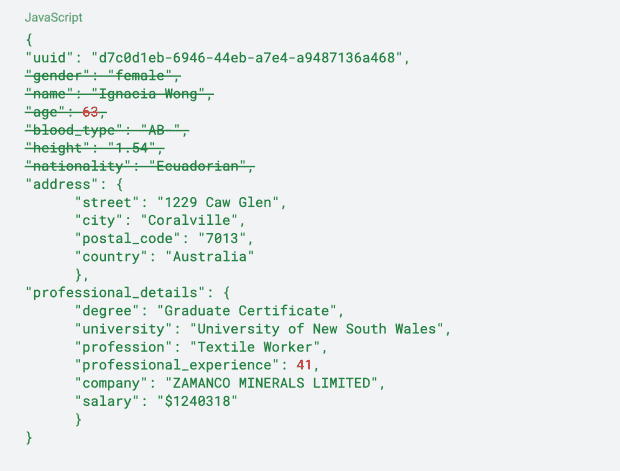 JavaScript
{
"uuid": "d7c0d1eb-6946-44eb-a7e4-a9487136a468",
"gender": "female",
"name": "Ignacia Wong",
"age": 63,
"blood_type": "AB-",
"height": "1.54",
"nationality": "Ecuadorian",
"address": {
"street": "1229 Caw Glen",
"city": "Coralville",
"postal_code": "7013",
"country": "Australia"
},
"professional_details": {
"degree": "Graduate Certificate",
"university": "University of New South Wales",
"profession": "Textile Worker",
"professional_experience": 41,
"company": "ZAMANCO MINERALS LIMITED",
"salary": "$1240318"
}
}